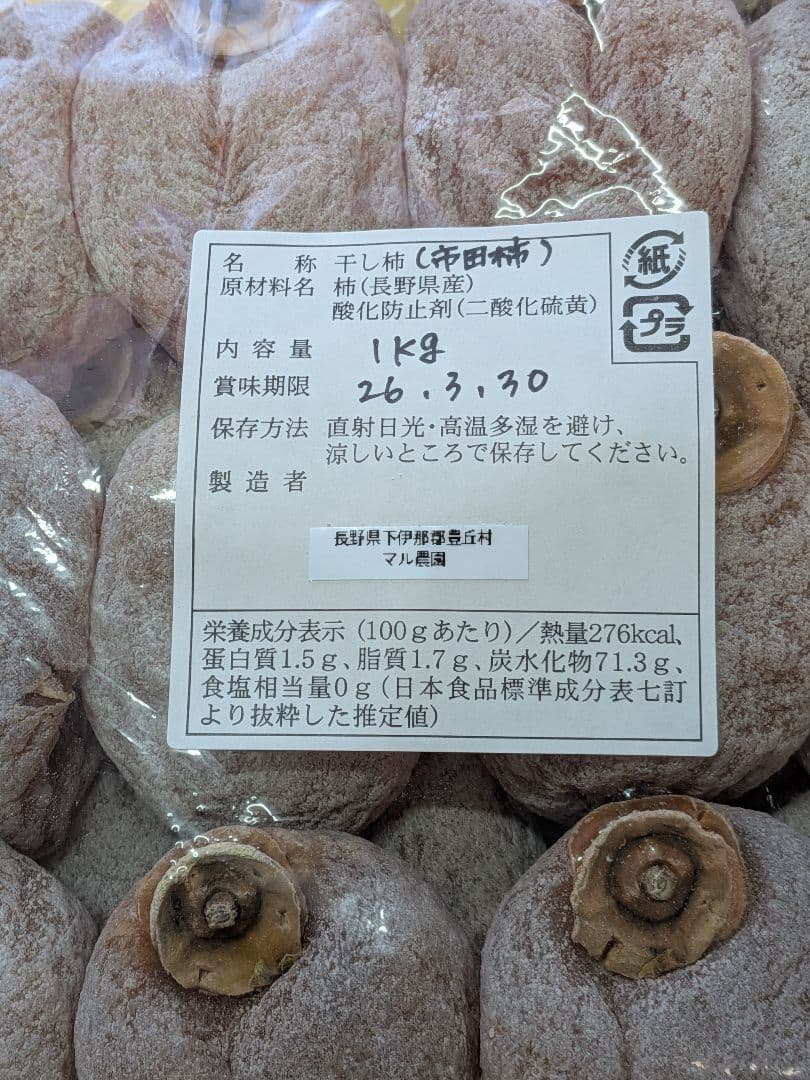 名 称 干し柿(市田柿)
原材料名 柿(長野県産)
酸化防止剤(二酸化硫黄)
紙
プラ
内容量 1Kg
賞味期限 26.3.30
保存方法 直射日光・高温多湿を避け、
涼しいところで保存してください。
製造者
長野県下伊那郡豊丘村
マル農園
栄養成分表示(100gあたり)/熱量276kcal、
蛋白質1.5g、脂質1.7g、炭水化物71.3g、
食塩相当量0g(日本食品標準成分表七訂
より抜粋した推定値)